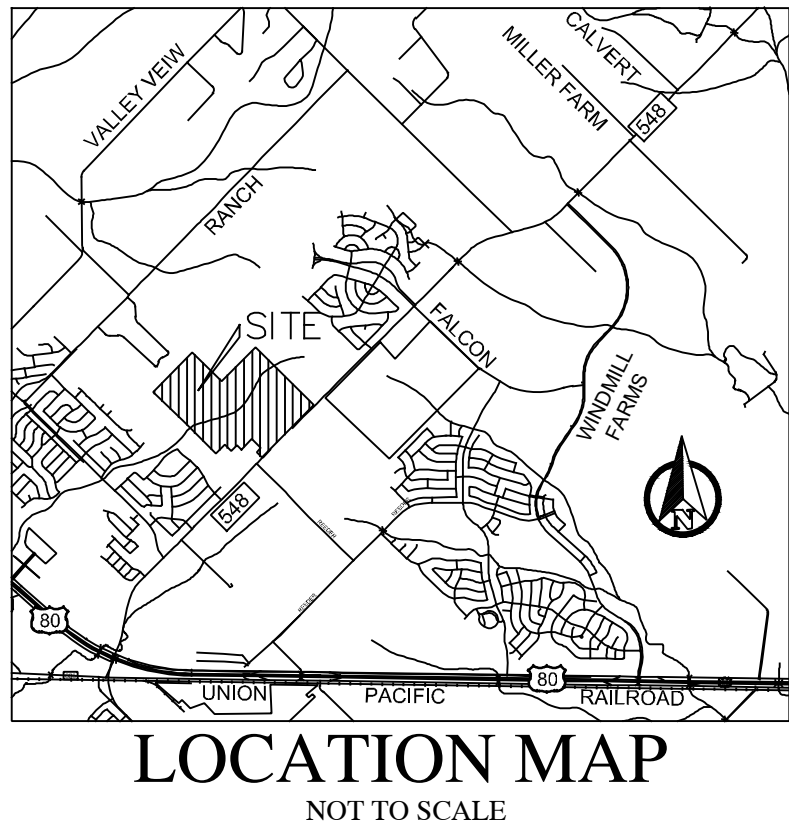 CALVERT
MILLER FARM
VALLEY VEIW
548
RANCH
SITE
FALCON
WINDMILL
FARMS
548
N
80
80
UNION PACIFIC RAILROAD
LOCATION MAP
NOT TO SCALE